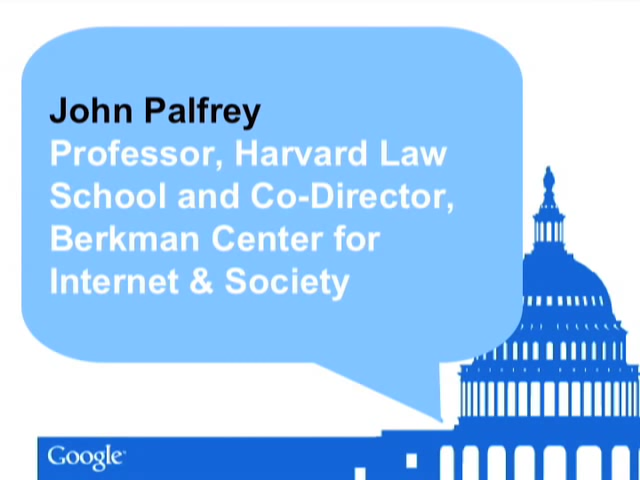 John Palfrey
Professor, Harvard Law
School and Co-Director,
Berkman Center for
Internet & Society
Google